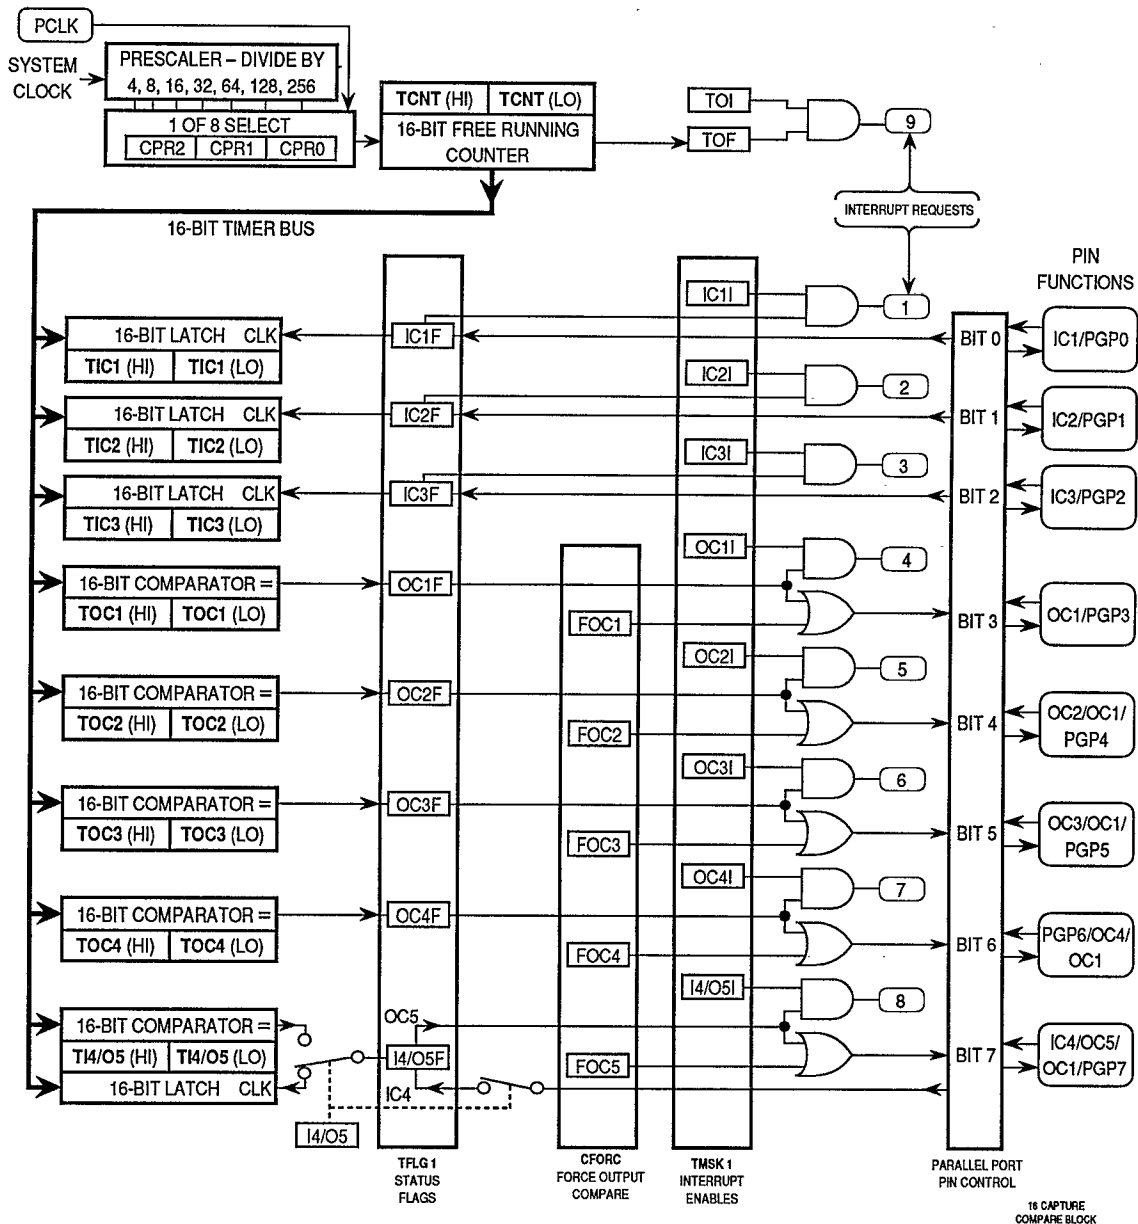 PCLK
SYSTEM
CLOCK
PRESCALER – DIVIDE BY
4, 8, 16, 32, 64, 128, 256
1 OF 8 SELECT
CPR2 CPR1 CPR0
TCNT (HI) TCNT (LO)
16-BIT FREE RUNNING
COUNTER
TOI
TOF
9
INTERRUPT REQUESTS
16-BIT TIMER BUS
PIN
FUNCTIONS
IC1I
1
16-BIT LATCH CLK
TIC1 (HI) TIC1 (LO)
IC1F
BIT 0
IC1/PGP0
IC2I
2
16-BIT LATCH CLK
TIC2 (HI) TIC2 (LO)
IC2F
BIT 1
IC2/PGP1
IC3I
3
16-BIT LATCH CLK
TIC3 (HI) TIC3 (LO)
IC3F
BIT 2
IC3/PGP2
OC1I
4
16-BIT COMPARATOR =
TOC1 (HI) TOC1 (LO)
OC1F
FOC1
BIT 3
OC1/PGP3
OC2I
5
16-BIT COMPARATOR =
TOC2 (HI) TOC2 (LO)
OC2F
FOC2
BIT 4
OC2/OC1/
PGP4
OC3I
6
16-BIT COMPARATOR =
TOC3 (HI) TOC3 (LO)
OC3F
FOC3
BIT 5
OC3/OC1/
PGP5
OC4I
7
16-BIT COMPARATOR =
TOC4 (HI) TOC4 (LO)
OC4F
FOC4
BIT 6
PGP6/OC4/
OC1
I4/O5I
8
16-BIT COMPARATOR =
TI4/O5 (HI) TI4/O5 (LO)
16-BIT LATCH CLK
OC5
I4/O5F
IC4
FOC5
BIT 7
IC4/OC5/
OC1/PGP7
I4/O5
TFLG 1
STATUS
FLAGS
CFORC
FORCE OUTPUT
COMPARE
TMSK 1
INTERRUPT
ENABLES
PARALLEL PORT
PIN CONTROL
16 CAPTURE
COMPARE BLOCK